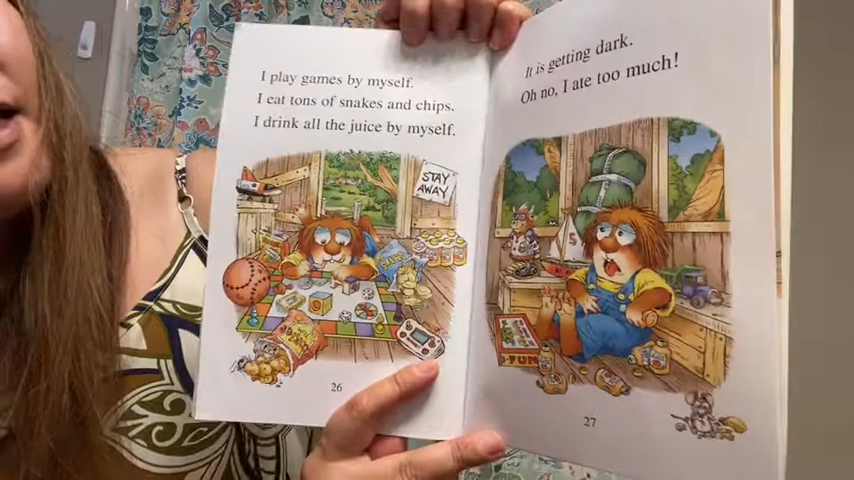 I play games by myself.
I eat tons of snakes and chips.
I drink all the juice by myself.
STAY
AWAY
26
It is getting dark.
Oh no, I ate too much!
FUN
27